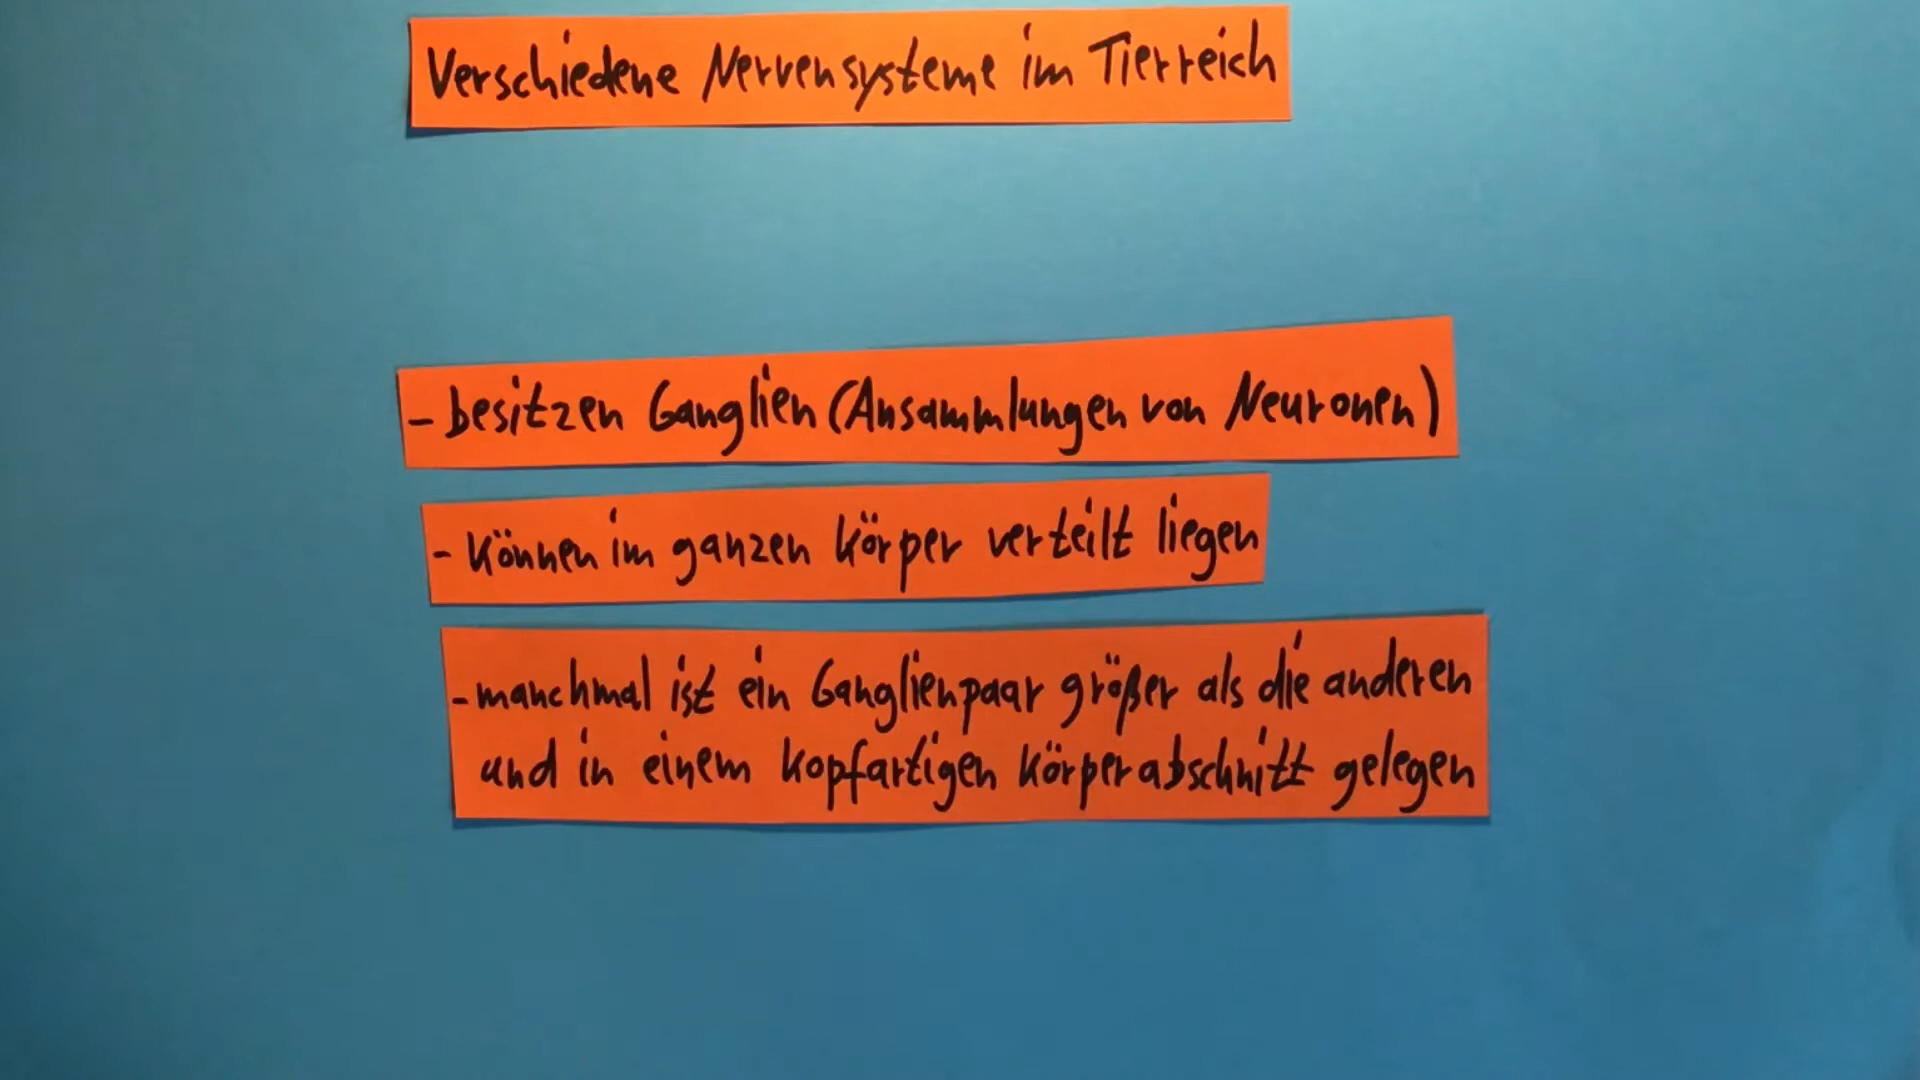 Verschiedene Nervensysteme im Tierreich
- besitzen Ganglien (Ansammlungen von Neuronen)
- können im ganzen Körper verteilt liegen
- manchmal ist ein Ganglienpaar größer als die anderen
und in einem kopfartigen Körperabschnitt gelegen